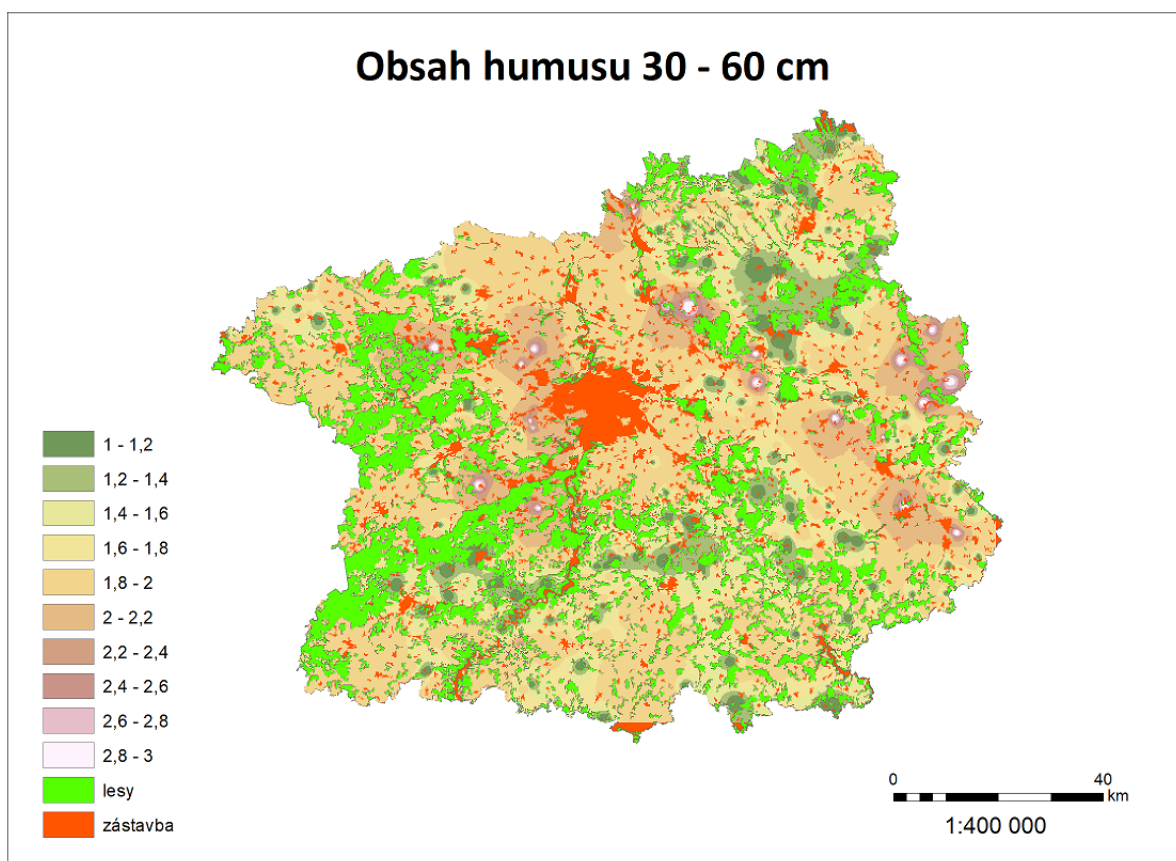 Obsah humusu 30 - 60 cm
1 - 1,2
1,2 - 1,4
1,4 - 1,6
1,6 - 1,8
1,8 - 2
2 - 2,2
2,2 - 2,4
2,4 - 2,6
2,6 - 2,8
2,8 - 3
lesy
zástavba
0 40
km
1:400 000